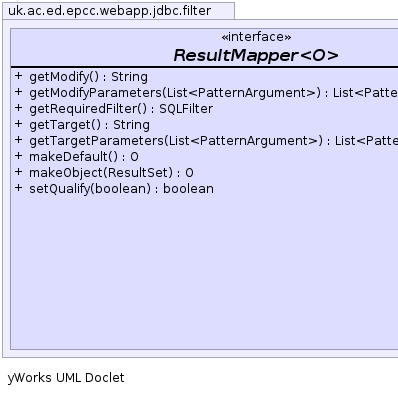 uk.ac.ed.epcc.webapp.jdbc.filter
«interface»
ResultMapper<O>
+ getModify() : String
+ getModifyParameters(List<PatternArgument>) : List<Patte
+ getRequiredFilter() : SQLFilter
+ getTarget() : String
+ getTargetParameters(List<PatternArgument>) : List<Patte
+ makeDefault() : O
+ makeObject(ResultSet) : O
+ setQualify(boolean) : boolean
yWorks UML Doclet